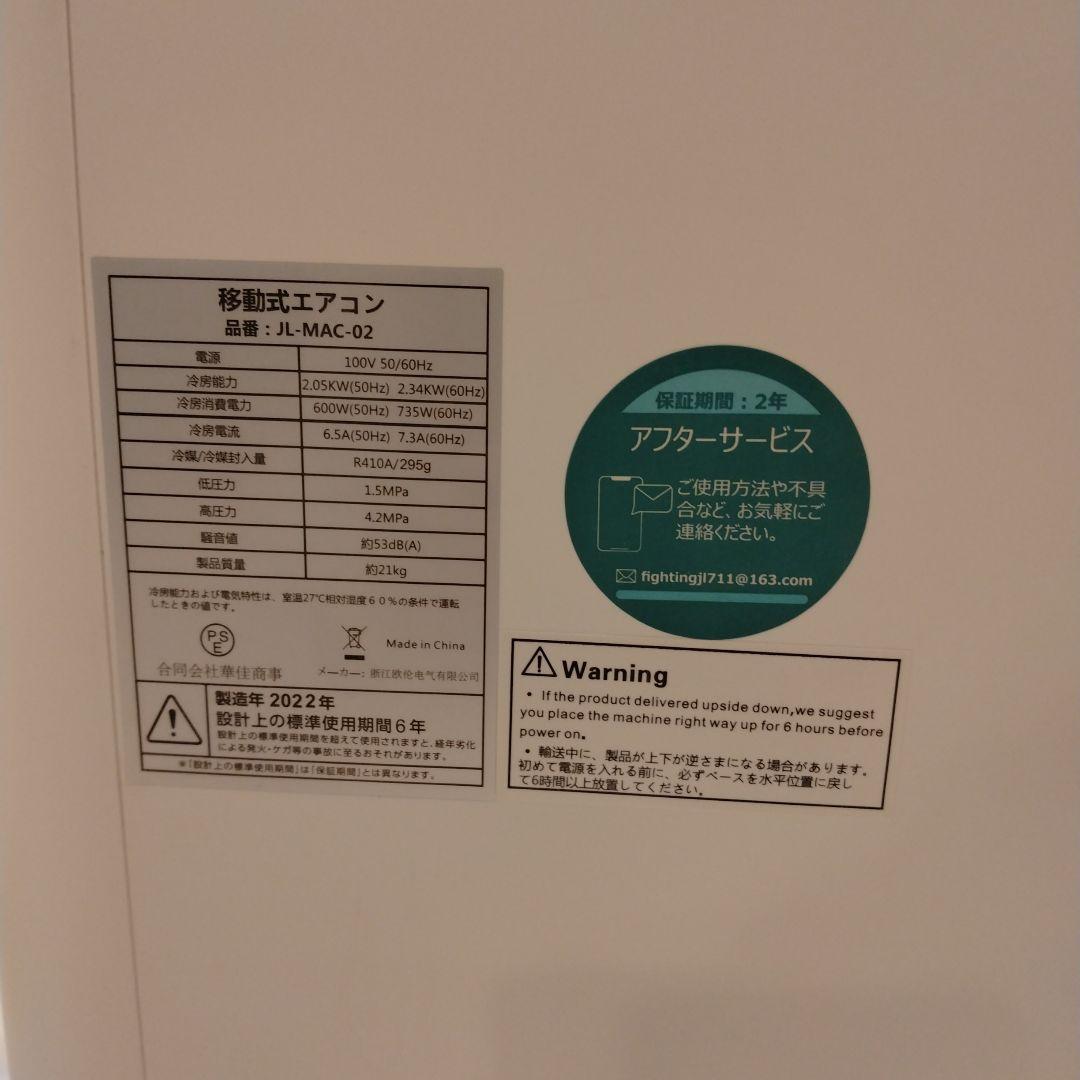 移動式エアコン
品番：JL-MAC-02
電源 100V 50/60Hz
冷房能力 2.05KW(50Hz) 2.34KW(60Hz)
冷房消費電力 600W(50Hz) 735W(60Hz)
冷房電流 6.5A(50Hz) 7.3A(60Hz)
冷媒/冷媒封入量 R410A/295g
低圧力 1.5MPa
高圧力 4.2MPa
騒音値 約53dB(A)
製品質量 約21kg
冷房能力および電気特性は、室温27℃相対湿度６０％の条件で運転
したときの値です。
PS
E
Made in China
合同会社華佳商事 メーカー: 浙江欧伦电气有限公司
製造年 2022年
設計上の標準使用期間６年
設計上の標準使用期間を超えて使用されますと、経年劣化
による発火・ケガ等の事故に至るおそれがあります。
※「設計上の標準使用期間」は「保証期間」とは異なります。
保証期間：2年
アフターサービス
ご使用方法や不具
合など、お気軽にご
連絡ください。
fightingjl711@163.com
Warning
• If the product delivered upside down,we suggest
you place the machine right way up for 6 hours before
power on.
• 輸送中に、製品が上下が逆さまになる場合があります。
初めて電源を入れる前に、必ずベースを水平位置に戻し
て6時間以上放置してください。